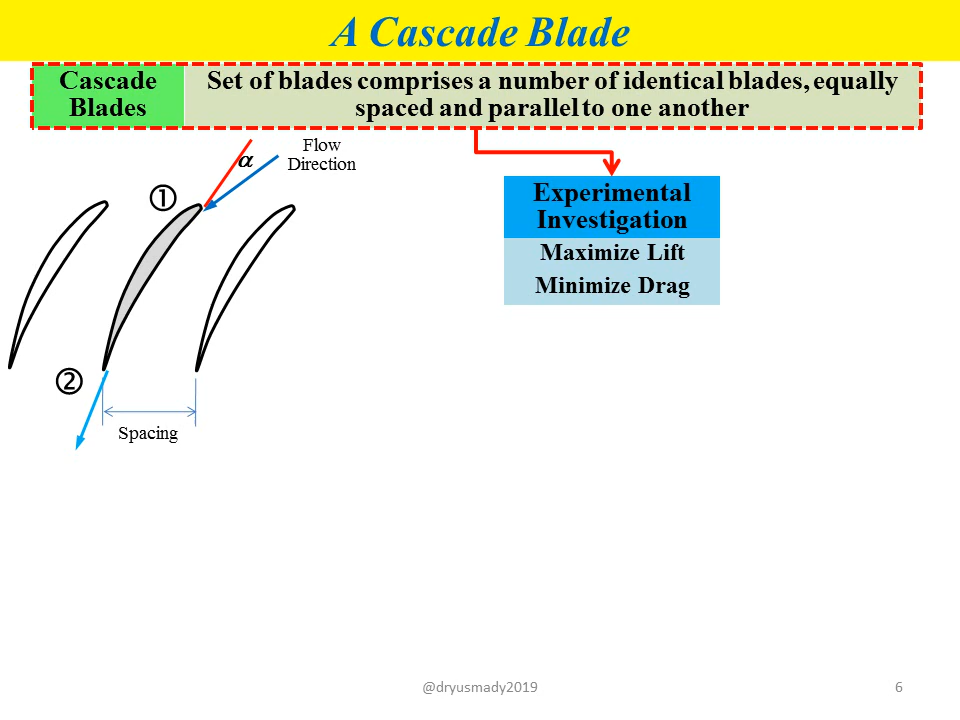 A Cascade Blade
Cascade
Blades
Set of blades comprises a number of identical blades, equally
spaced and parallel to one another
Flow
Direction
α
①
②
Spacing
Experimental
Investigation
Maximize Lift
Minimize Drag
@dryusmady2019
6